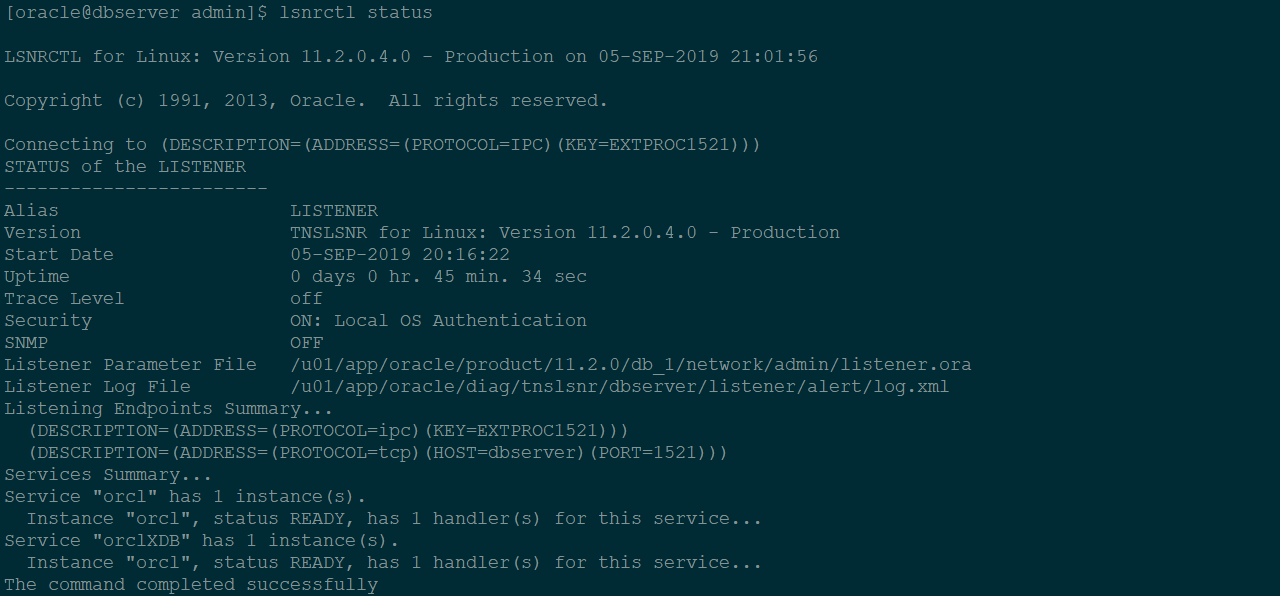 [oracle@dbserver admin]$ lsnrctl status
LSNRCTL for Linux: Version 11.2.0.4.0 - Production on 05-SEP-2019 21:01:56
Copyright (c) 1991, 2013, Oracle.  All rights reserved.
Connecting to (DESCRIPTION=(ADDRESS=(PROTOCOL=IPC)(KEY=EXTPROC1521)))
STATUS of the LISTENER
------------------------
Alias                     LISTENER
Version                   TNSLSNR for Linux: Version 11.2.0.4.0 - Production
Start Date                05-SEP-2019 20:16:22
Uptime                    0 days 0 hr. 45 min. 34 sec
Trace Level               off
Security                  ON: Local OS Authentication
SNMP                      OFF
Listener Parameter File   /u01/app/oracle/product/11.2.0/db_1/network/admin/listener.ora
Listener Log File         /u01/app/oracle/diag/tnslsnr/dbserver/listener/alert/log.xml
Listening Endpoints Summary...
  (DESCRIPTION=(ADDRESS=(PROTOCOL=ipc)(KEY=EXTPROC1521)))
  (DESCRIPTION=(ADDRESS=(PROTOCOL=tcp)(HOST=dbserver)(PORT=1521)))
Services Summary...
Service "orcl" has 1 instance(s).
  Instance "orcl", status READY, has 1 handler(s) for this service...
Service "orclXDB" has 1 instance(s).
  Instance "orcl", status READY, has 1 handler(s) for this service...
The command completed successfully